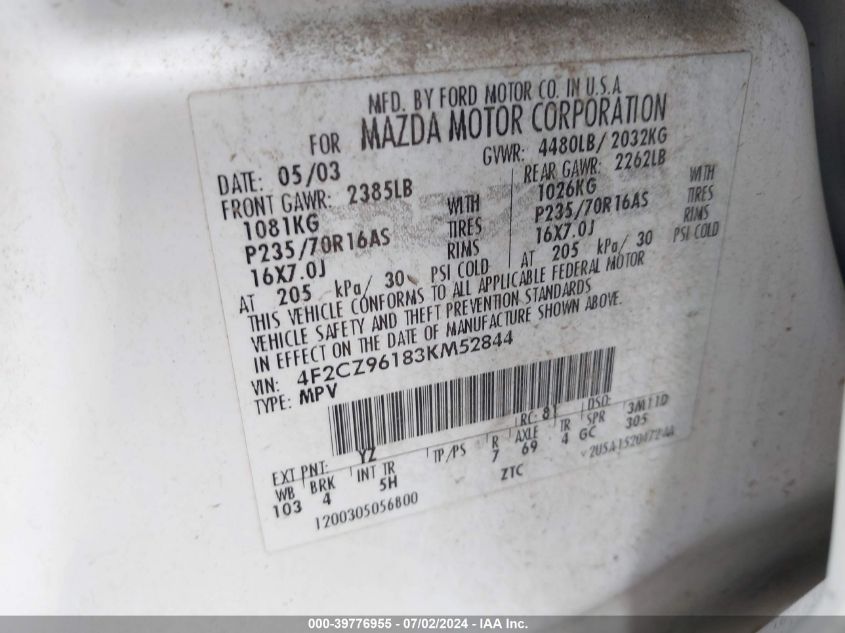 MFD. BY FORD MOTOR CO. IN U.S.A
FOR MAZDA MOTOR CORPORATION
DATE: 05/03 GVWR: 4480LB/2032KG
FRONT GAWR: 2385LB REAR GAWR: 2262LB
1081KG WITH 1026KG WITH
P235/70R16AS TIRES P235/70R16AS TIRES
16X7.0J RIMS 16X7.0J RIMS
AT 205 kPa/ 30 PSI COLD AT 205 kPa/ 30 PSI COLD
THIS VEHICLE CONFORMS TO ALL APPLICABLE FEDERAL MOTOR
VEHICLE SAFETY AND THEFT PREVENTION STANDARDS
IN EFFECT ON THE DATE OF MANUFACTURE SHOWN ABOVE.
VIN: 4F2CZ96183KM52844
TYPE: MPV
EXT PNT: YZ RC: 81 DSO:
WB BRK INT TR TP/PS R AXLE TR SPR 3M11D
103 4 5H 7 69 4 GC 305
1200305056800 ZTC
000-39776955 - 07/02/2024 - IAA Inc.